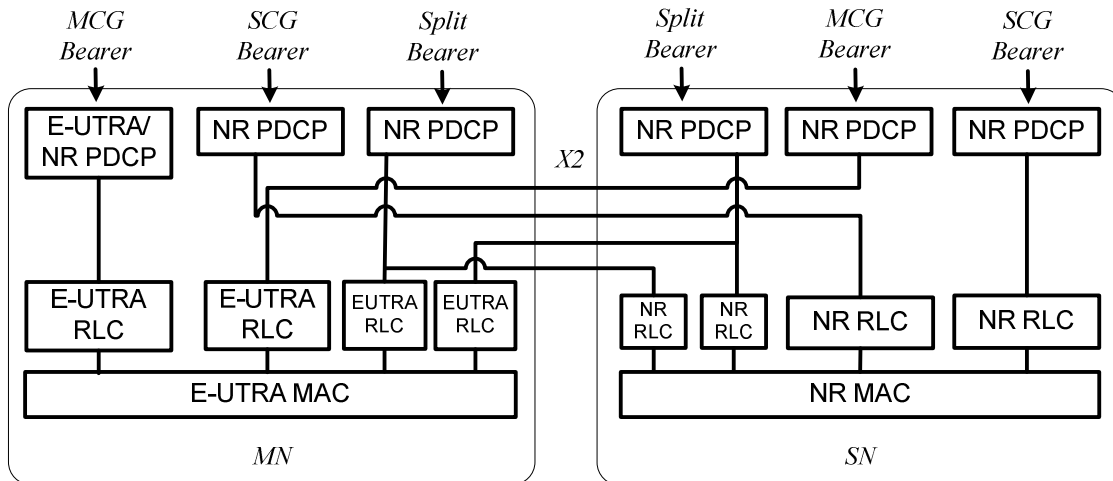 MCG
Bearer
SCG
Bearer
Split
Bearer
Split
Bearer
MCG
Bearer
SCG
Bearer
E-UTRA/
NR PDCP
NR PDCP
NR PDCP
X2
NR PDCP
NR PDCP
NR PDCP
E-UTRA
RLC
E-UTRA
RLC
EUTRA
RLC
EUTRA
RLC
NR
RLC
NR
RLC
NR RLC
NR RLC
E-UTRA MAC
NR MAC
MN
SN